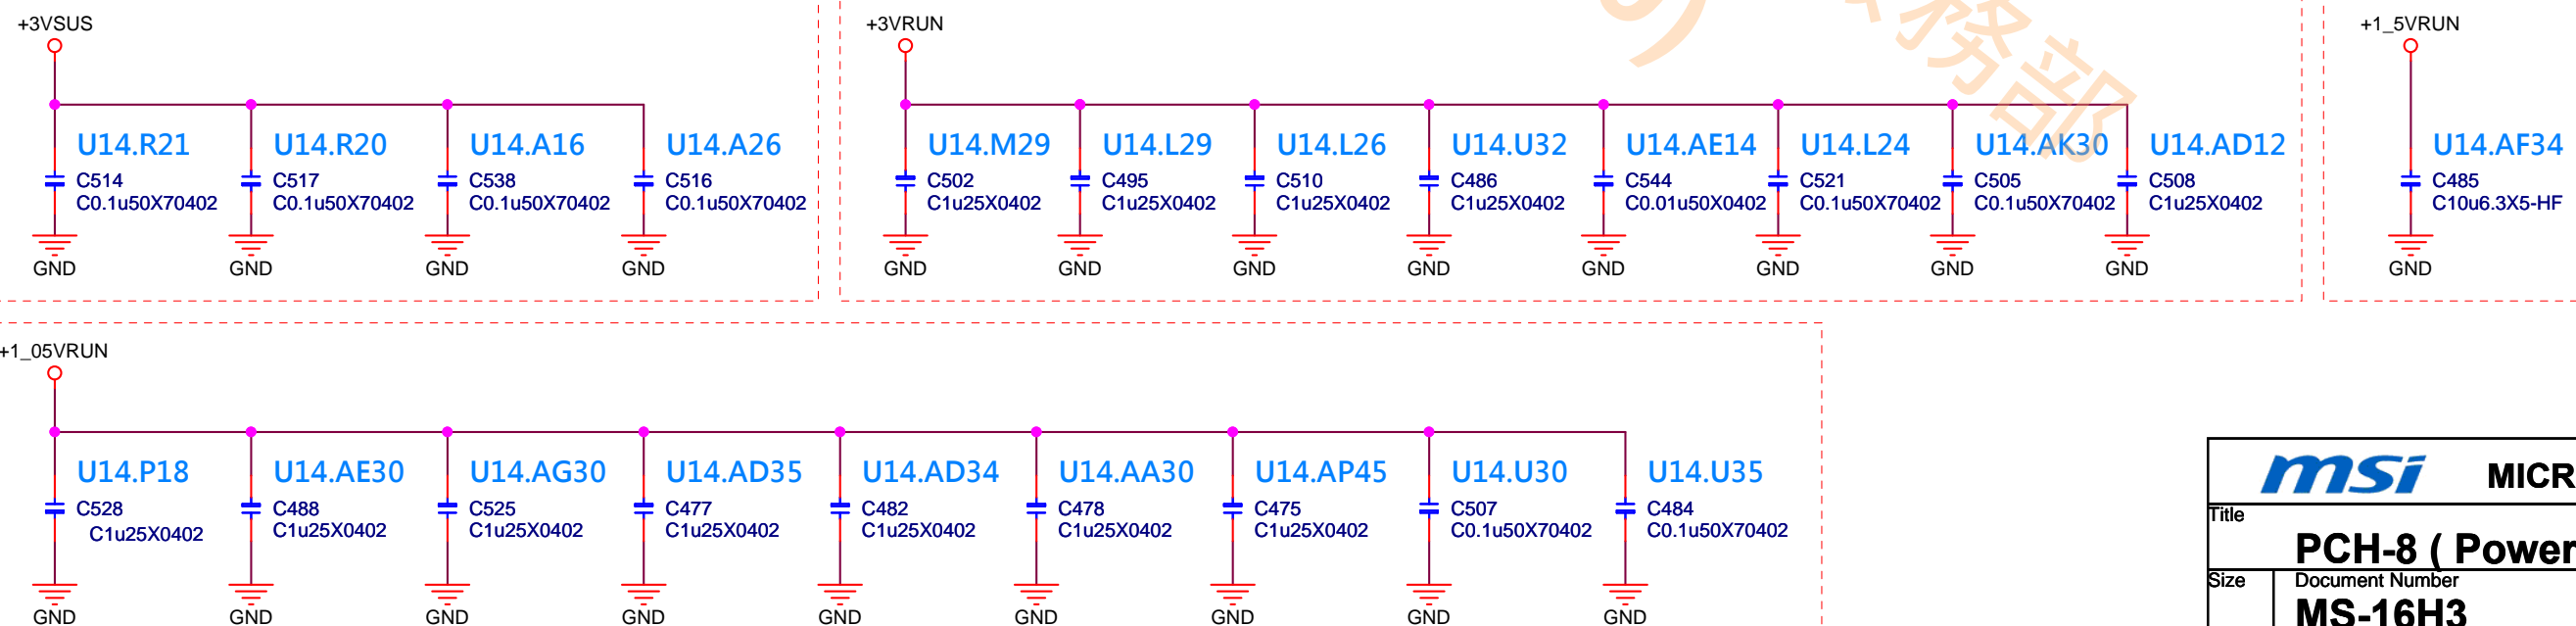 +3VSUS
U14.R21 U14.R20 U14.A16 U14.A26
C514 C517 C538 C516
C0.1u50X70402 C0.1u50X70402 C0.1u50X70402 C0.1u50X70402
GND GND GND GND
+3VRUN
U14.M29 U14.L29 U14.L26 U14.U32 U14.AE14 U14.L24 U14.AK30 U14.AD12
C502 C495 C510 C486 C544 C521 C505 C508
C1u25X0402 C1u25X0402 C1u25X0402 C1u25X0402 C0.01u50X0402 C0.1u50X70402 C0.1u50X70402 C1u25X0402
GND GND GND GND GND GND GND GND
務部
+1_5VRUN
U14.AF34
C485
C10u6.3X5-HF
GND
+1_05VRUN
U14.P18 U14.AE30 U14.AG30 U14.AD35 U14.AD34 U14.AA30 U14.AP45 U14.U30 U14.U35
C528 C488 C525 C477 C482 C478 C475 C507 C484
C1u25X0402 C1u25X0402 C1u25X0402 C1u25X0402 C1u25X0402 C1u25X0402 C1u25X0402 C0.1u50X70402 C0.1u50X70402
GND GND GND GND GND GND GND GND GND
msi MICR
Title
PCH-8 ( Power
Size Document Number
MS-16H3